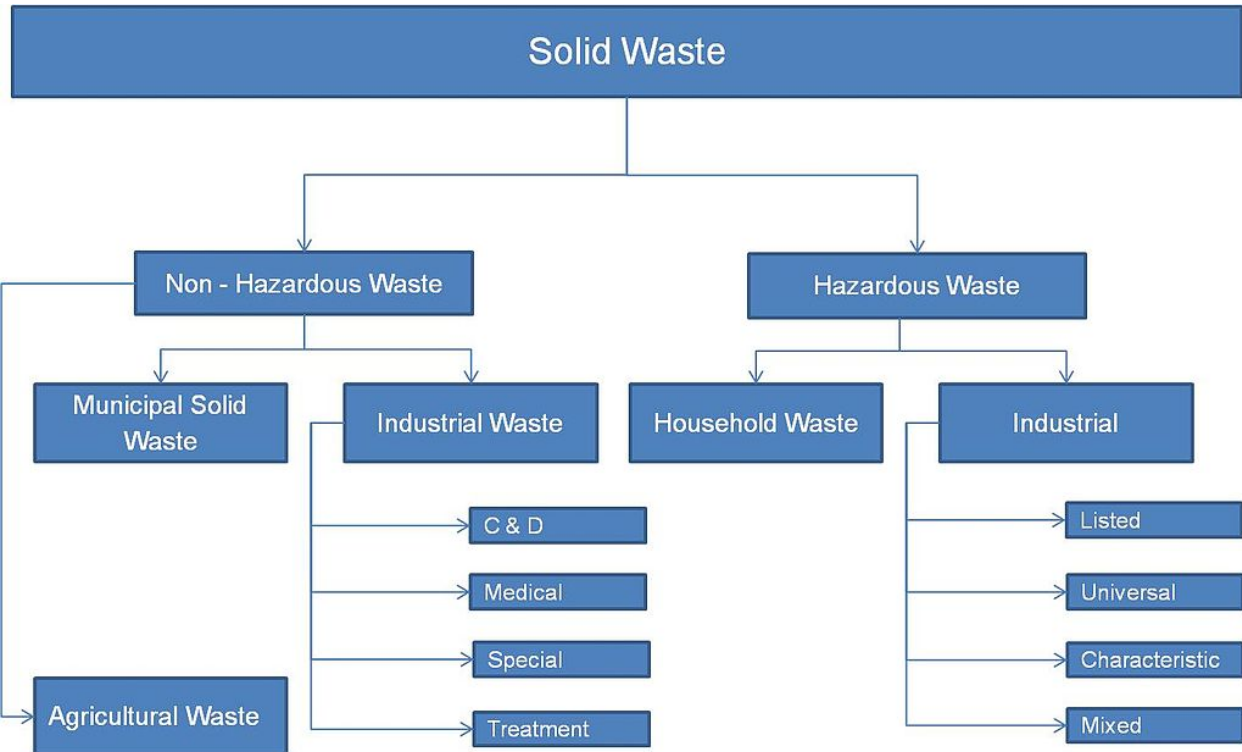 Solid Waste
Non - Hazardous Waste
Hazardous Waste
Municipal Solid
Waste
Industrial Waste
Household Waste
Industrial
C & D
Medical
Special
Treatment
Agricultural Waste
Listed
Universal
Characteristic
Mixed